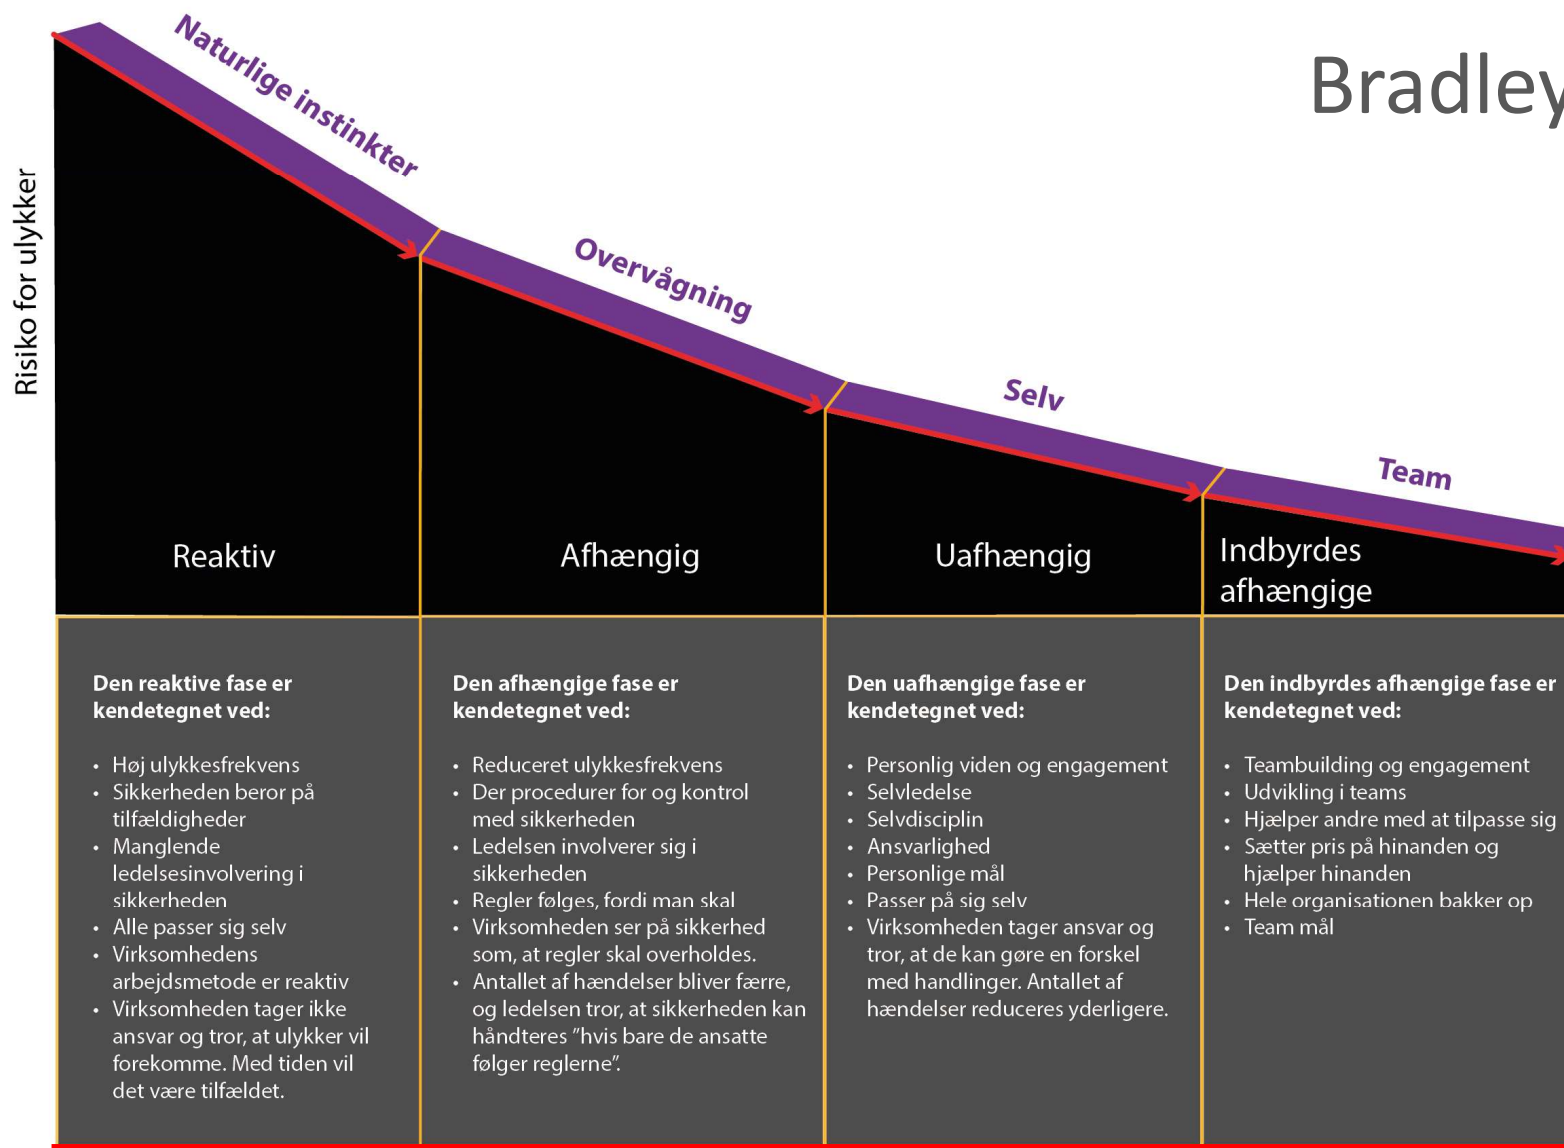 Bradley
Risiko for ulykker
Naturlige instinkter
Overvågning
Selv
Team
Reaktiv
Afhængig
Uafhængig
Indbyrdes
afhængige
Den reaktive fase er
kendetegnet ved:
• Høj ulykkesfrekvens
• Sikkerheden beror på
tilfældigheder
• Manglende
ledelsesinvolvering i
sikkerheden
• Alle passer sig selv
• Virksomhedens
arbejdsmetode er reaktiv
• Virksomheden tager ikke
ansvar og tror, at ulykker vil
forekomme. Med tiden vil
det være tilfældet.
Den afhængige fase er
kendetegnet ved:
• Reduceret ulykkesfrekvens
• Der procedurer for og kontrol
med sikkerheden
• Ledelsen involverer sig i
sikkerheden
• Regler følges, fordi man skal
• Virksomheden ser på sikkerhed
som, at regler skal overholdes.
• Antallet af hændelser bliver færre,
og ledelsen tror, at sikkerheden kan
håndteres ”hvis bare de ansatte
følger reglerne”.
Den uafhængige fase er
kendetegnet ved:
• Personlig viden og engagement
• Selvledelse
• Selvdisciplin
• Ansvarlighed
• Personlige mål
• Passer på sig selv
• Virksomheden tager ansvar og
tror, at de kan gøre en forskel
med handlinger. Antallet af
hændelser reduceres yderligere.
Den indbyrdes afhængige fase er
kendetegnet ved:
• Teambuilding og engagement
• Udvikling i teams
• Hjælper andre med at tilpasse sig
• Sætter pris på hinanden og
hjælper hinanden
• Hele organisationen bakker op
• Team mål